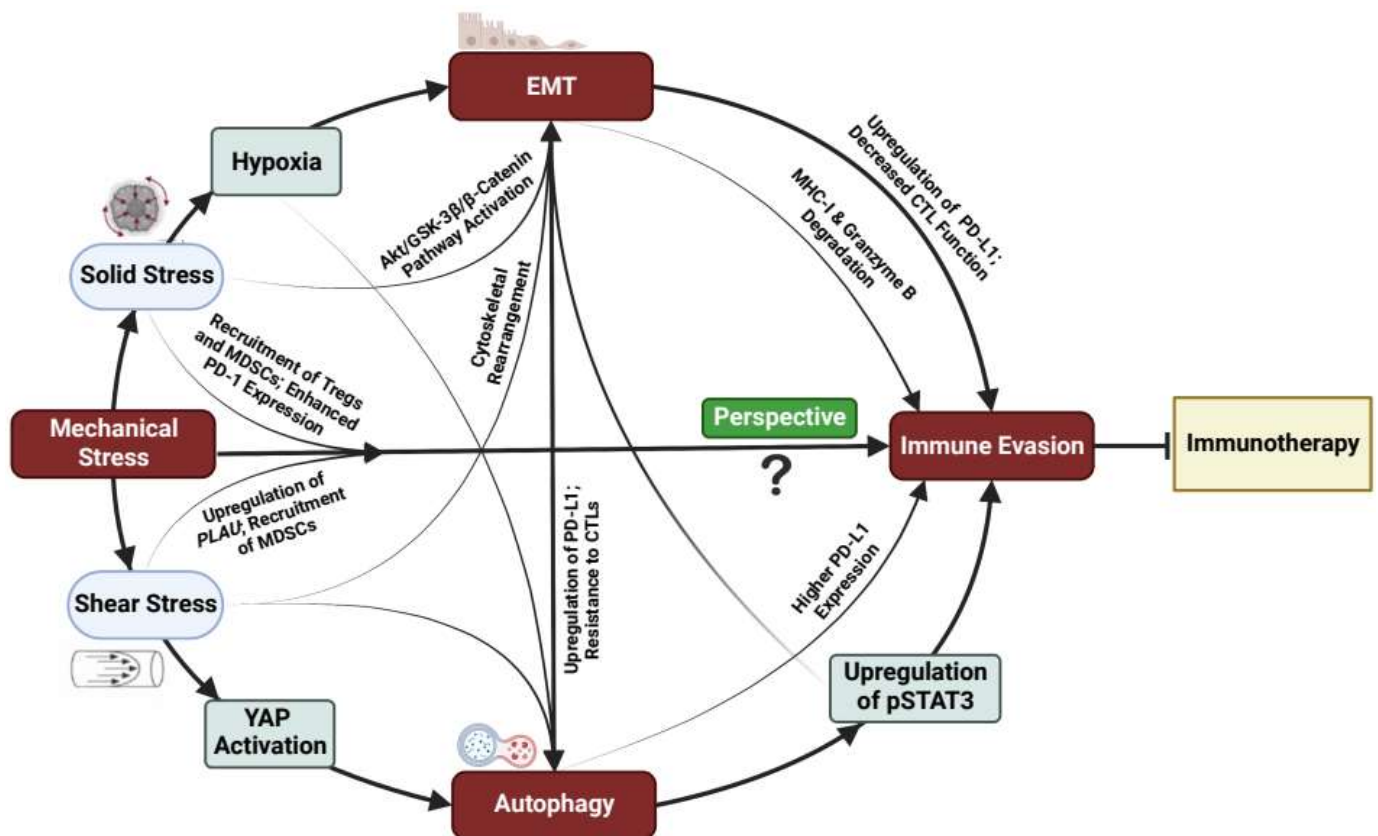 EMT
Hypoxia
Upregulation of PD-L1;
Decreased CTL Function
Akt/GSK-3β/β-Catenin
Pathway Activation
MHC-I & Granzyme B
Degradation
Solid Stress
Cytoskeletal
Rearrangement
Recruitment of Tregs
and MDSCs; Enhanced
PD-1 Expression
Mechanical
Stress
Perspective
?
Immune Evasion
Immunotherapy
Upregulation of
PLAU; Recruitment
of MDSCs
Upregulation of PD-L1;
Resistance to CTLs
Higher PD-L1
Expression
Shear Stress
Upregulation
of pSTAT3
YAP
Activation
Autophagy